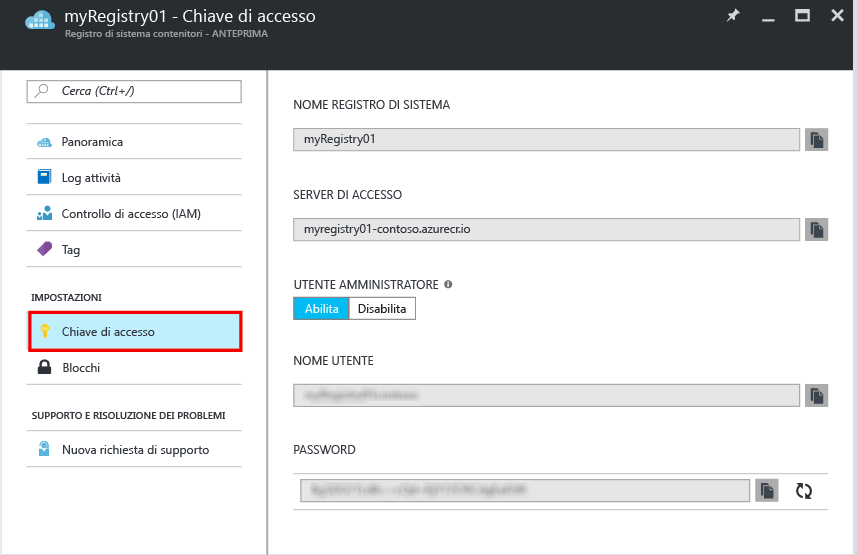 myRegistry01 - Chiave di accesso
Registro di sistema contenitori - ANTEPRIMA
Cerca (Ctrl+/)
Panoramica
Log attività
Controllo di accesso (IAM)
Tag
IMPOSTAZIONI
Chiave di accesso
Blocchi
SUPPORTO E RISOLUZIONE DEI PROBLEMI
Nuova richiesta di supporto
NOME REGISTRO DI SISTEMA
myRegistry01
SERVER DI ACCESSO
myregistry01-contoso.azurecr.io
UTENTE AMMINISTRATORE
Abilita Disabilita
NOME UTENTE
PASSWORD